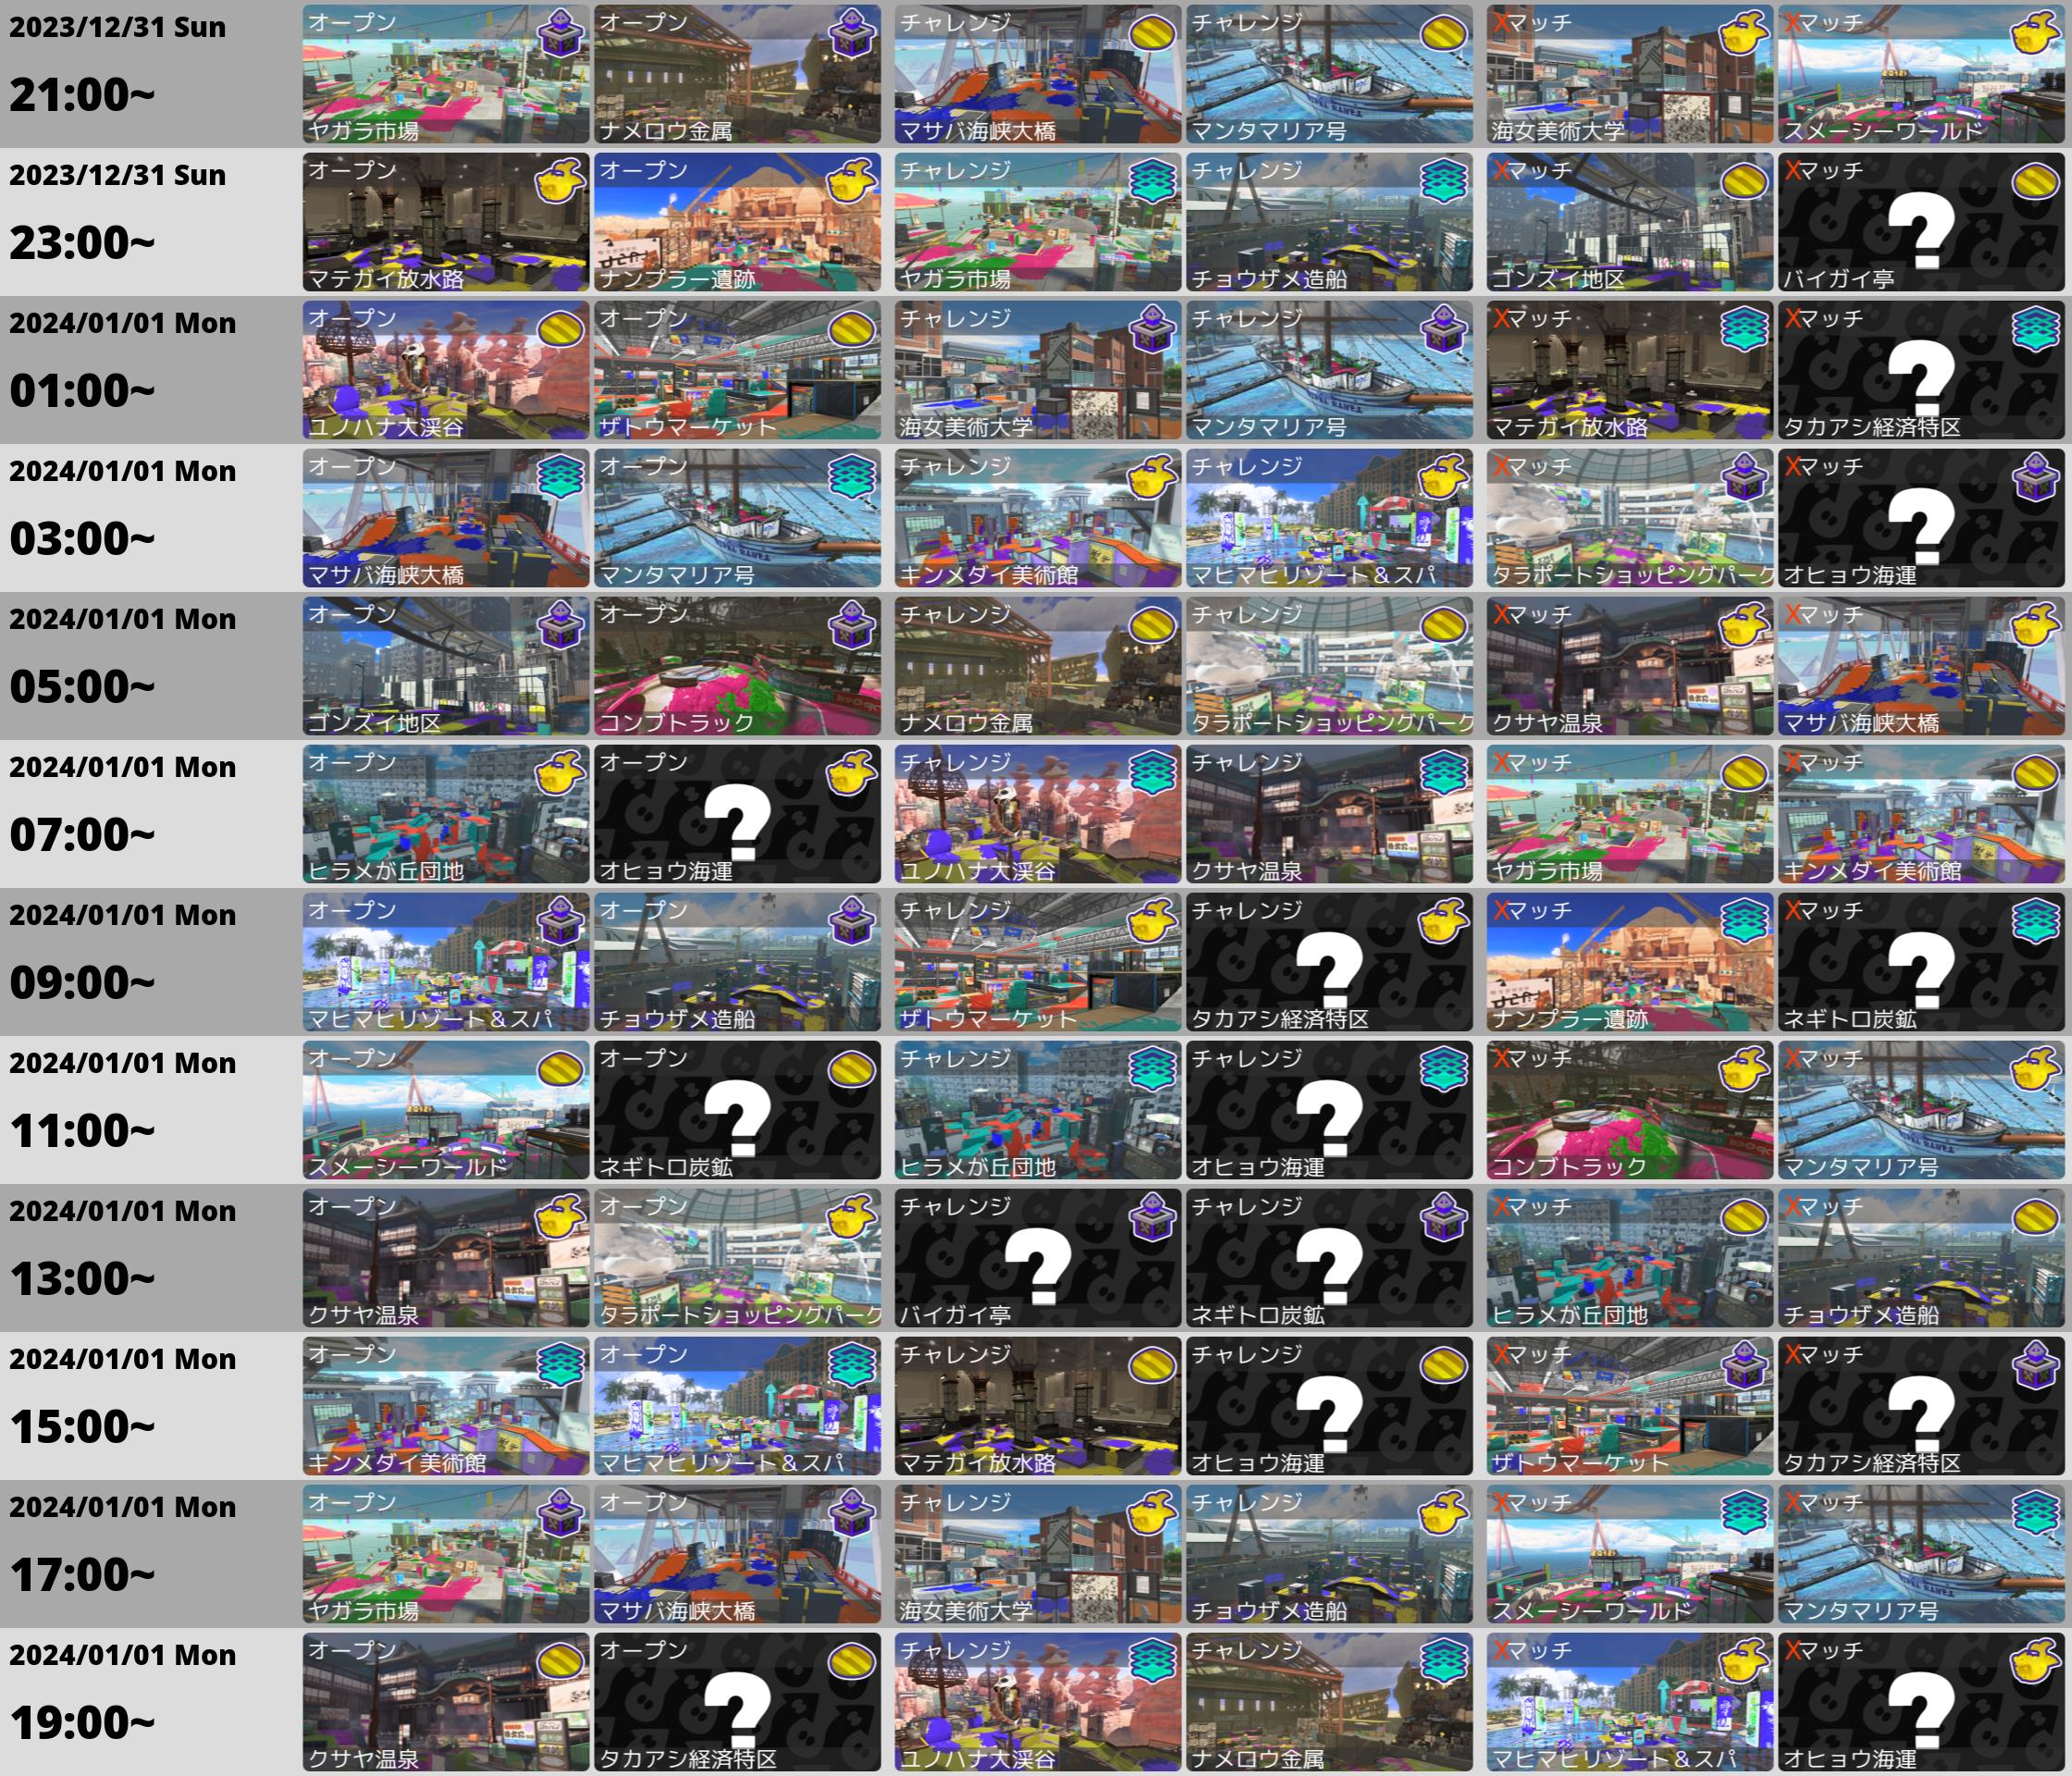 2023/12/31 Sun
21:00~
オープン オープン チャレンジ チャレンジ Xマッチ Xマッチ
ヤガラ市場 ナメロウ金属 マサバ海峡大橋 マンタマリア号 海女美術大学 スメーシーワールド
2023/12/31 Sun
23:00~
オープン オープン チャレンジ チャレンジ Xマッチ Xマッチ
?
マテガイ放水路 ナンプラー遺跡 ヤガラ市場 チョウザメ造船 ゴンズイ地区 バイガイ亭
2024/01/01 Mon
01:00~
オープン オープン チャレンジ チャレンジ Xマッチ Xマッチ
?
ユノハナ大渓谷 ザトウマーケット 海女美術大学 マンタマリア号 マテガイ放水路 タカアシ経済特区
2024/01/01 Mon
03:00~
オープン オープン チャレンジ チャレンジ Xマッチ Xマッチ
?
マサバ海峡大橋 マンタマリア号 キンメダイ美術館 マヒマヒリゾート＆スパ タラポートショッピングパーク オヒョウ海運
2024/01/01 Mon
05:00~
オープン オープン チャレンジ チャレンジ Xマッチ Xマッチ
ゴンズイ地区 コンブトラック ナメロウ金属 タラポートショッピングパーク クサヤ温泉 マサバ海峡大橋
2024/01/01 Mon
07:00~
オープン オープン チャレンジ チャレンジ Xマッチ Xマッチ
?
ヒラメが丘団地 オヒョウ海運 ユノハナ大渓谷 クサヤ温泉 ヤガラ市場 キンメダイ美術館
2024/01/01 Mon
09:00~
オープン オープン チャレンジ チャレンジ Xマッチ Xマッチ
? ?
マヒマヒリゾート＆スパ チョウザメ造船 ザトウマーケット タカアシ経済特区 ナンプラー遺跡 ネギトロ炭鉱
2024/01/01 Mon
11:00~
オープン オープン チャレンジ チャレンジ Xマッチ Xマッチ
? ?
スメーシーワールド ネギトロ炭鉱 ヒラメが丘団地 オヒョウ海運 コンブトラック マンタマリア号
2024/01/01 Mon
13:00~
オープン オープン チャレンジ チャレンジ Xマッチ Xマッチ
? ?
クサヤ温泉 タラポートショッピングパーク バイガイ亭 ネギトロ炭鉱 ヒラメが丘団地 チョウザメ造船
2024/01/01 Mon
15:00~
オープン オープン チャレンジ チャレンジ Xマッチ Xマッチ
? ?
キンメダイ美術館 マヒマヒリゾート＆スパ マテガイ放水路 オヒョウ海運 ザトウマーケット タカアシ経済特区
2024/01/01 Mon
17:00~
オープン オープン チャレンジ チャレンジ Xマッチ Xマッチ
ヤガラ市場 マサバ海峡大橋 海女美術大学 チョウザメ造船 スメーシーワールド マンタマリア号
2024/01/01 Mon
19:00~
オープン オープン チャレンジ チャレンジ Xマッチ Xマッチ
? ?
クサヤ温泉 タカアシ経済特区 ユノハナ大渓谷 ナメロウ金属 マヒマヒリゾート＆スパ オヒョウ海運